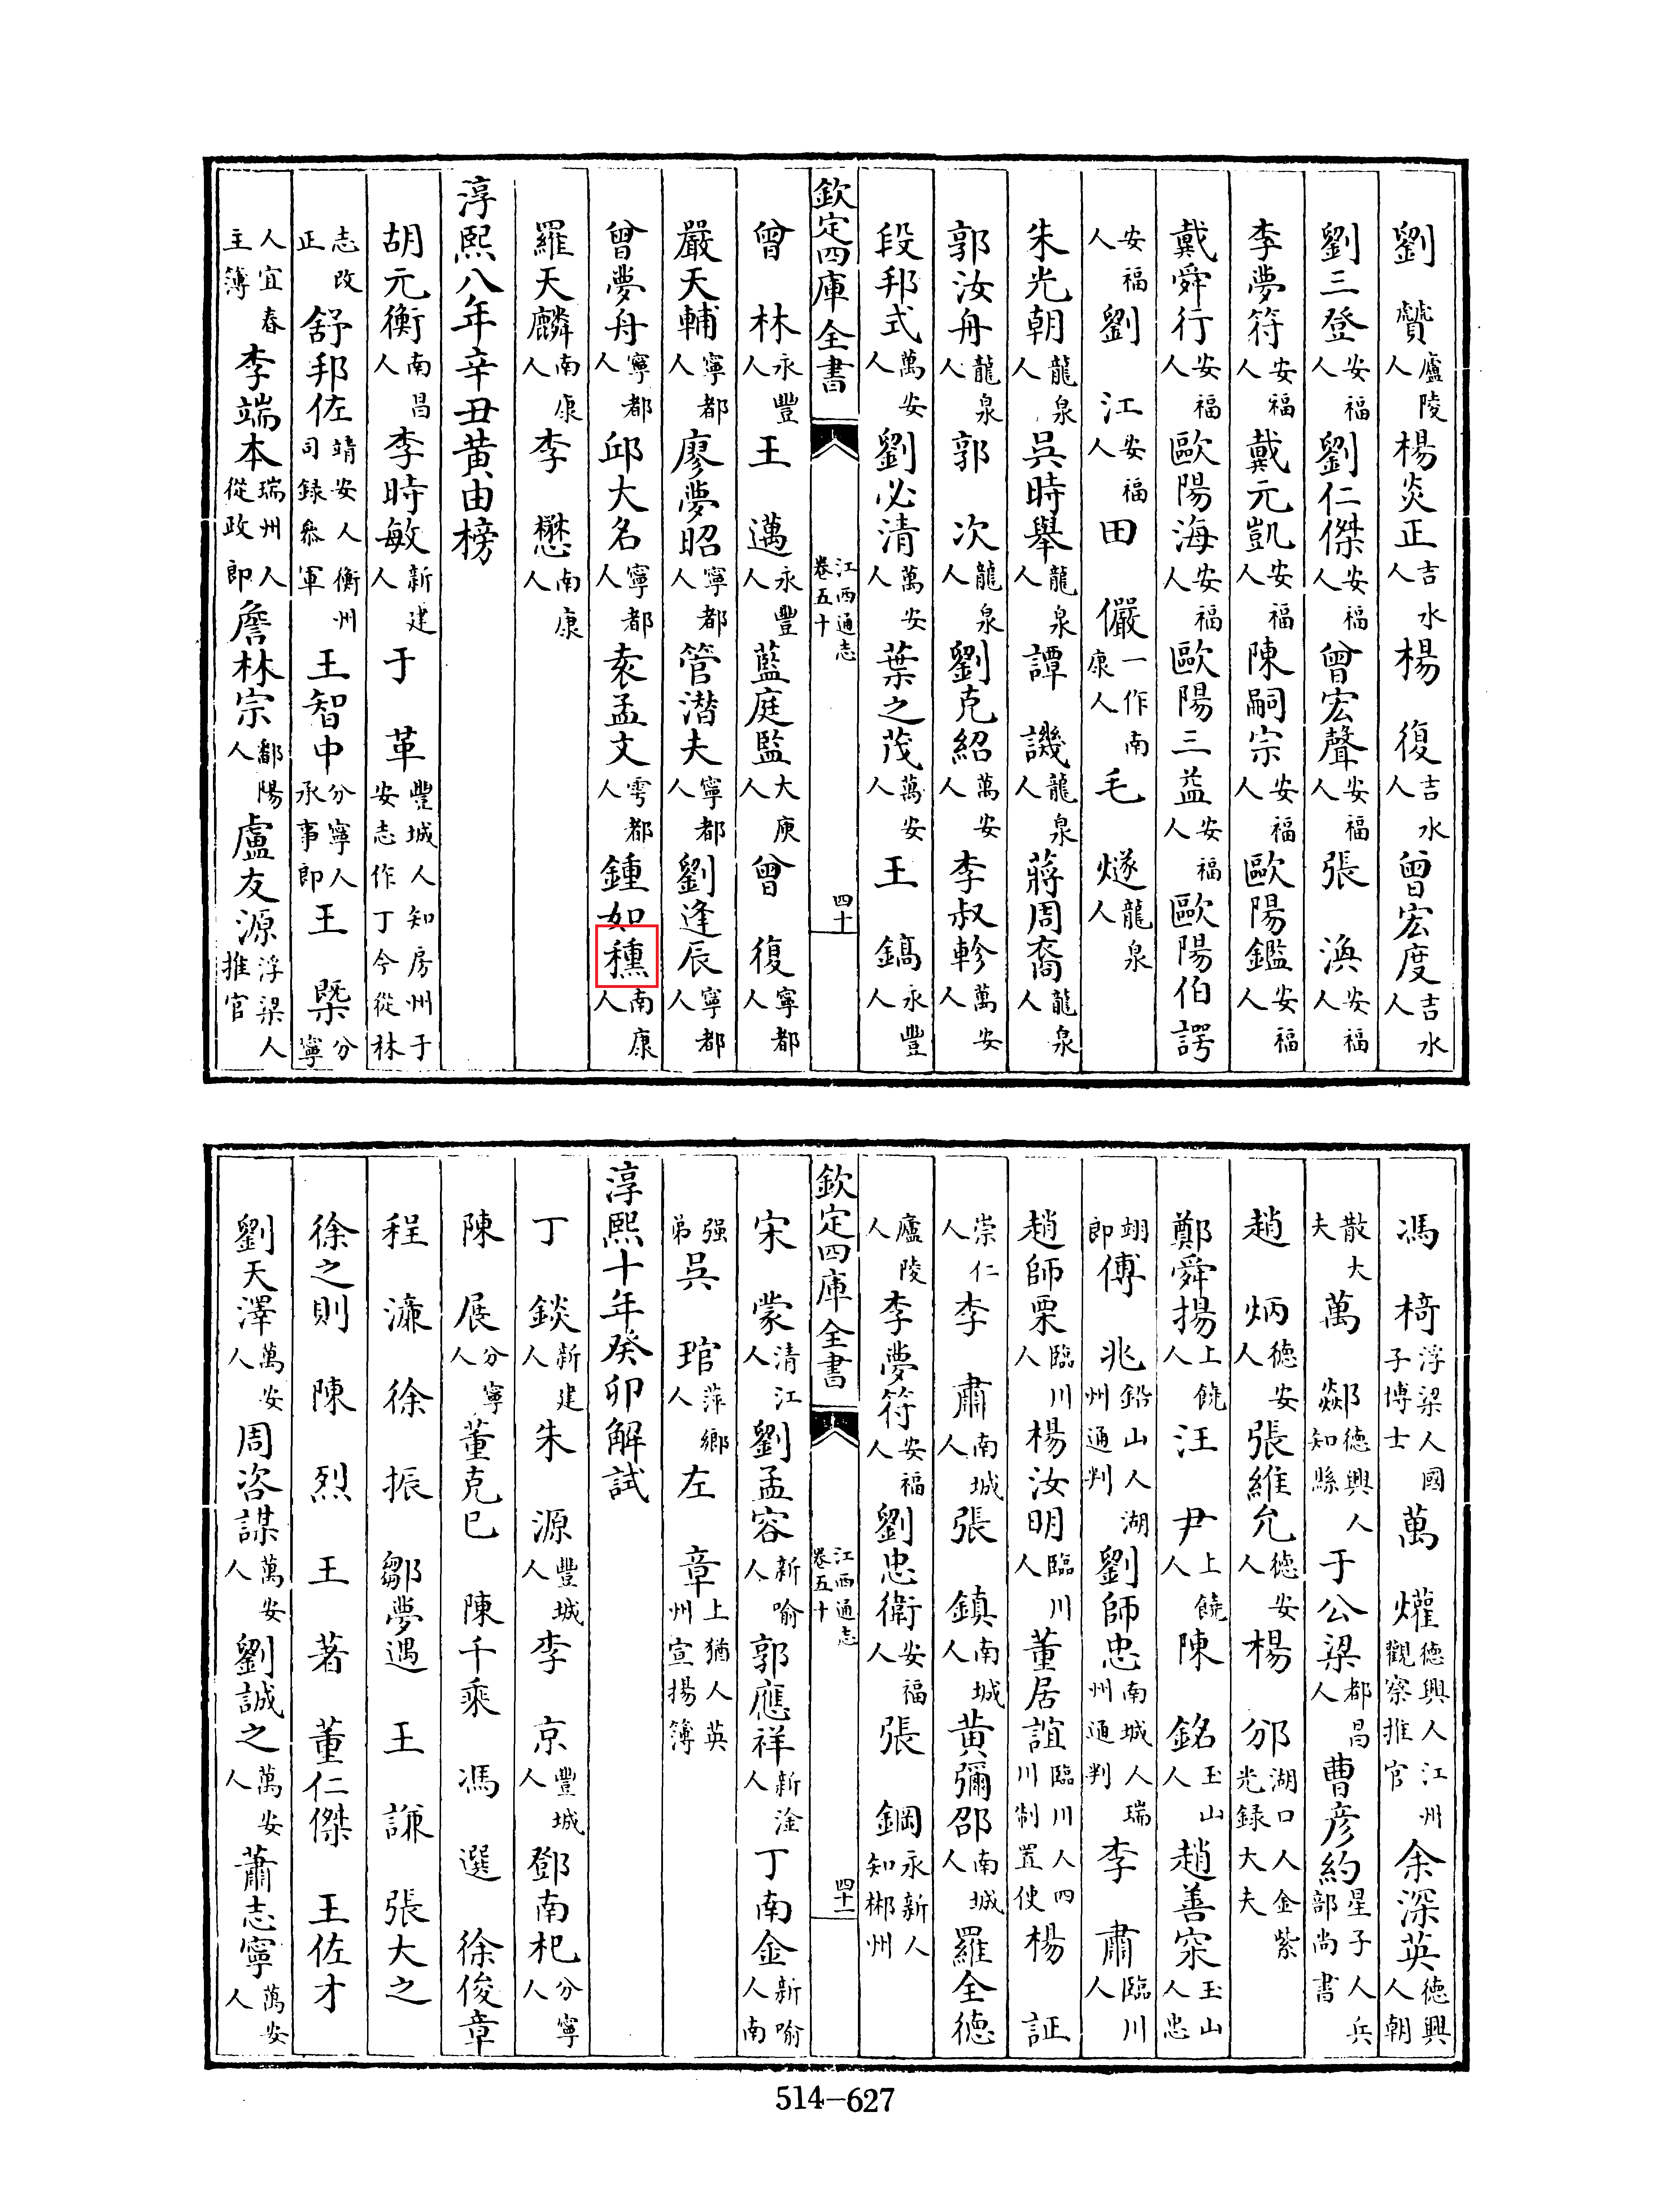 劉　贊廬陵人楊炎正吉水人楊　復吉水人曾宏度吉水人
劉三登安福人劉仁傑安福人曾宏聲安福人張　渙安福人
李夢符安福人戴元凱安福人陳嗣宗安福人歐陽鑑安福人
戴舜行安福人歐陽海安福人歐陽三益安福人歐陽伯諤
安福人劉　江安福人田　儼一作南康人毛　燧龍泉人
朱光朝龍泉人吳時舉龍泉人譚　譏龍泉人蔣周裔龍泉人
郭汝舟龍泉人郭　次龍泉人劉克紹萬安人李叔軫萬安人
段邦式萬安人劉必清萬安人葉之茂萬安人王　鎬永豐人
欽定四庫全書　江西通志卷五十　四十
曾　林永豐人王　邁永豐人藍庭監大庾人曾　復寧都人
嚴天輔寧都人廖夢昭寧都人管潛夫寧都人劉逢辰寧都人
曾夢舟寧都人邱大名寧都人袁孟文雩都人鍾如穩南康人
羅天麟南康人李　懋南康人
淳熙八年辛丑黃由榜
胡元衡南昌人李時敏新建人于　革豐城人知房州于安志作丁今從林
志改正舒邦佐靖安人衡州司録叅軍王智中分寧人承事郎王　槩分寧
人宜春主簿李端本瑞州人從政郎詹林宗鄱陽人盧友源浮梁人推官
馮　椅浮梁人國子博士萬　爟德興人江州觀察推官余深英德興人朝
散大夫萬　𨞬德興人知縣于公梁都昌人曹彦約星子人兵部尚書
趙　炳德安人張維允德安人楊　邠湖口人金紫光録大夫
鄭舜揚上饒人汪　尹上饒人陳　銘玉山人趙善寀玉山人忠
翊郎傅　兆鉛山人湖州通判劉師忠南城人瑞州通判李　肅臨川人
趙師栗臨川人楊汝明臨川人董居誼臨川人四川制置使楊　証
崇仁人李　肅南城人張　鎮南城人黃彌邵南城人羅全德
廬陵人李夢符安福人劉忠衛安福人張　鋼永新人知郴州
欽定四庫全書　江西通志卷五十　四十一
宋　蒙清江人劉孟容新喻人郭應祥新淦人丁南金新喻人南
强弟吳　琯萍鄉人左　章上猶人英州宣揚簿
淳熙十年癸卯解試
丁　錟新建人朱　源豐城人李　京豐城人鄧南杞分寧人
陳　展分寧人董克巳　陳千乘　馮　選　徐俊章
程　濂　徐　振　鄒夢遇　王　謙　張大之
徐之則　陳　烈　王　著　董仁傑　王佐才
劉天澤萬安人周咨謀萬安人劉誠之萬安人蕭志寧萬安人
514—627